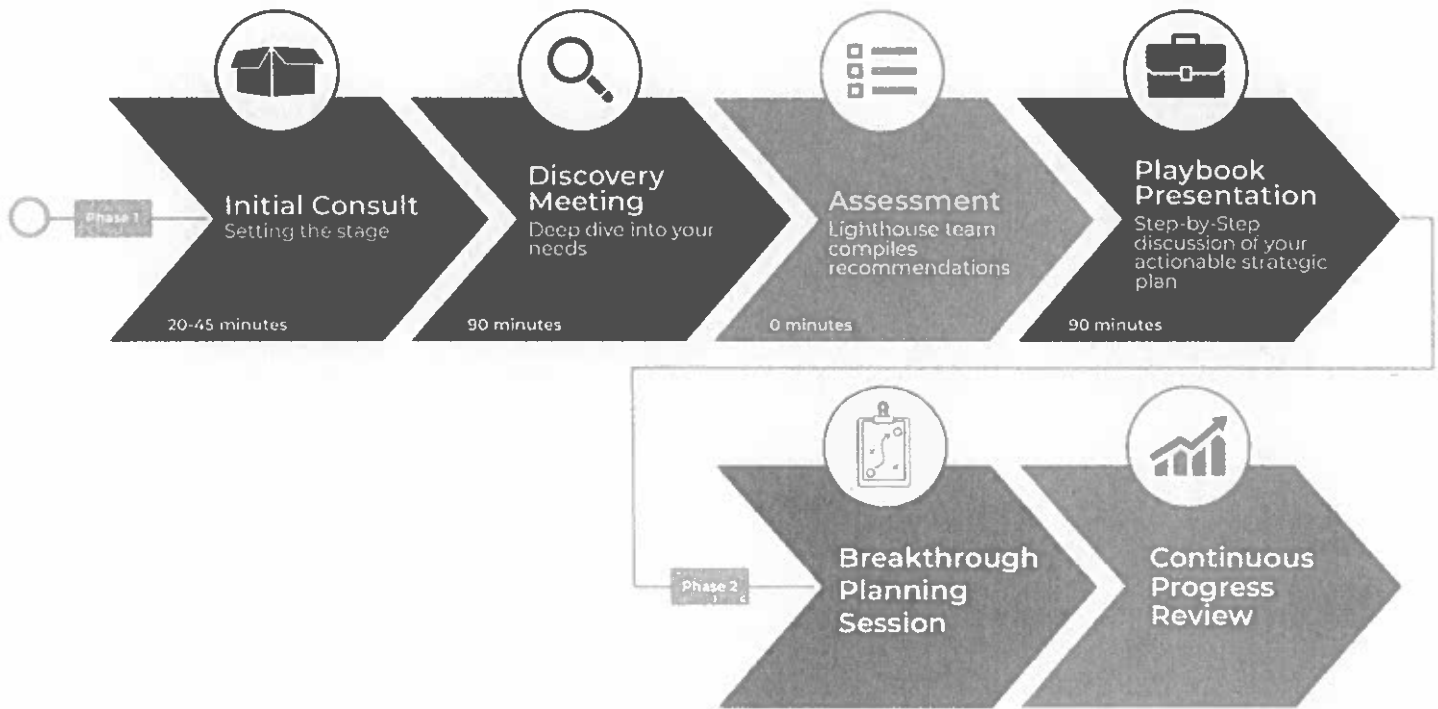 Phase 1
Initial Consult
Setting the stage
20-45 minutes
Discovery
Meeting
Deep dive into your
needs
90 minutes
Assessment
Lighthouse team
compiles
recommendations
0 minutes
Playbook
Presentation
Step-by-Step
discussion of your
actionable strategic
plan
90 minutes
Phase 2
Breakthrough
Planning
Session
Continuous
Progress
Review